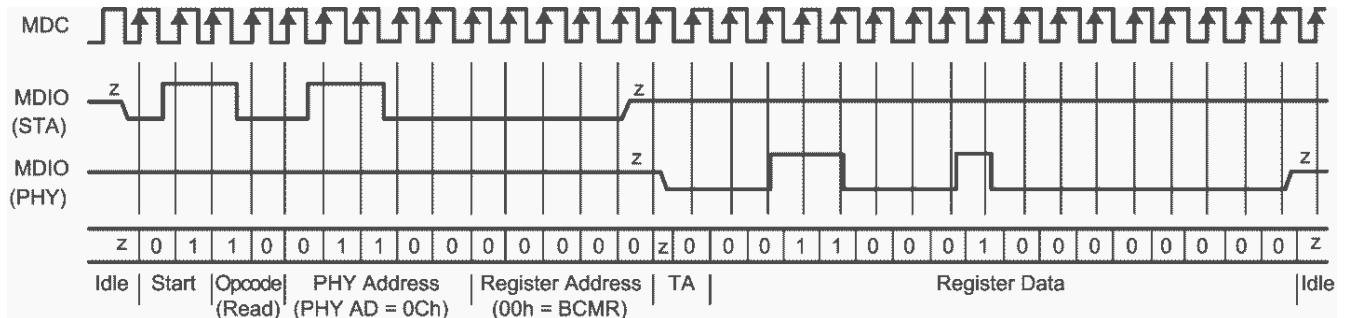 MDC
z z
MDIO
(STA)
MDIO z z
(PHY)
z 0 1 1 0 0 1 1 0 0 0 0 0 0 0 z 0 0 0 1 1 0 0 0 1 0 0 0 0 0 0 0 0 z
Idle Start Opcode PHY Address Register Address TA Register Data Idle
(Read) (PHY AD = 0Ch) (00h = BCMR)